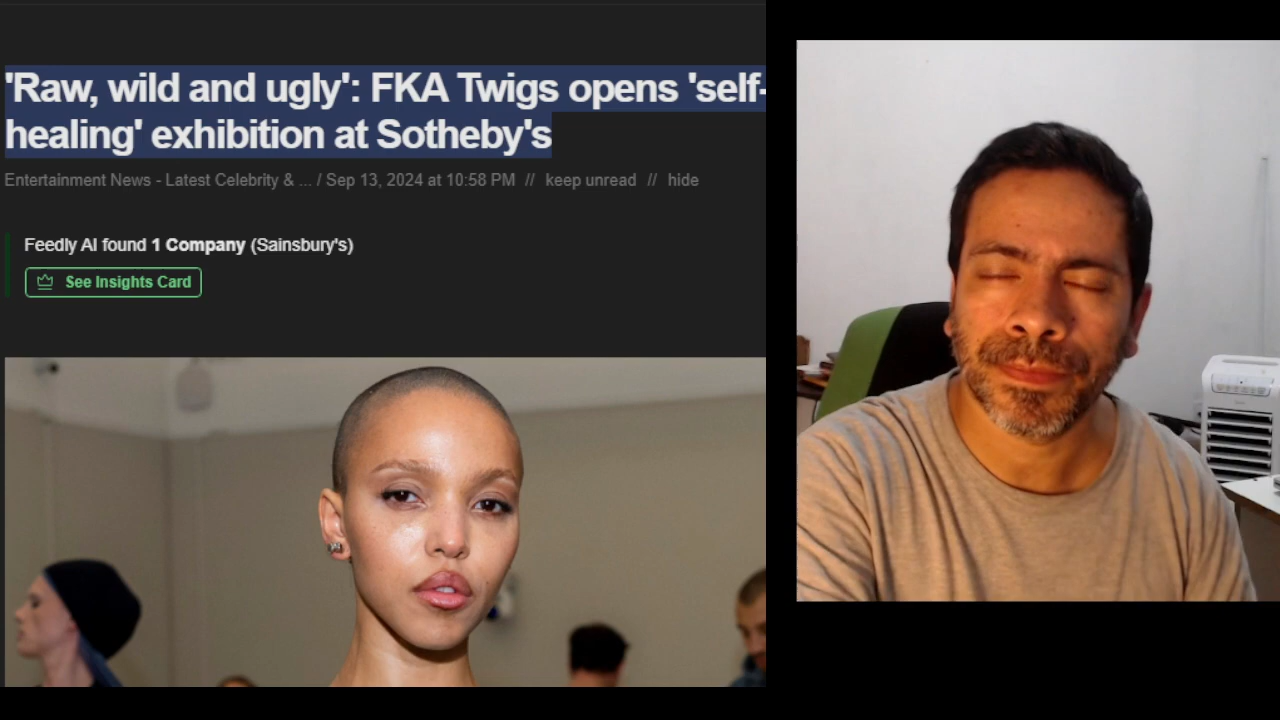 'Raw, wild and ugly': FKA Twigs opens 'self-
healing' exhibition at Sotheby's
Entertainment News - Latest Celebrity & ... / Sep 13, 2024 at 10:58 PM // keep unread // hide
Feedly AI found 1 Company (Sainsbury's)
See Insights Card